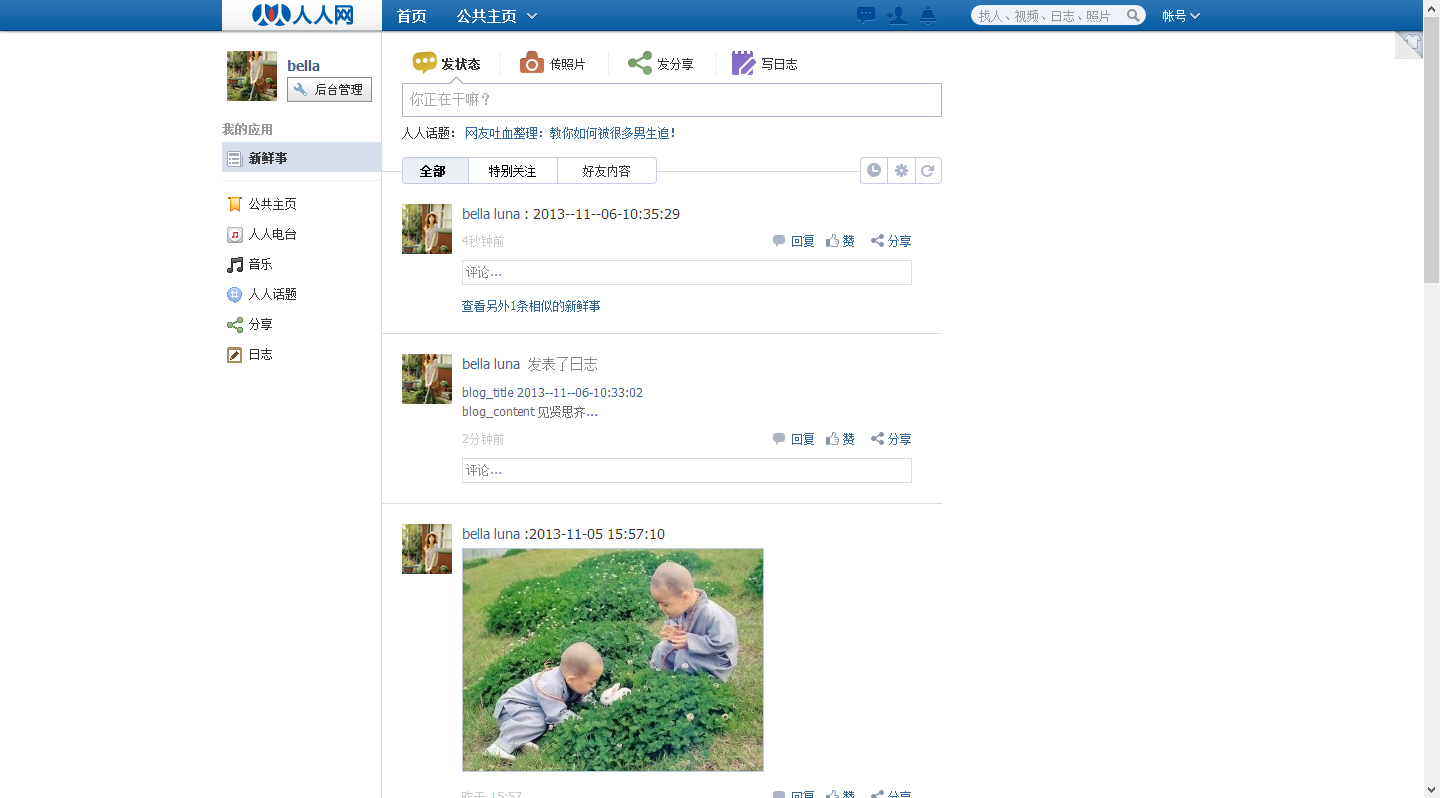 人人网 首页 公共主页 找人、视频、日志、照片 帐号
bella
后台管理
我的应用
新鲜事
公共主页
人人电台
音乐
人人话题
分享
日志
发状态 传照片 发分享 写日志
你正在干嘛？
人人话题： 网友吐血整理：教你如何被很多男生追！
全部 特别关注 好友内容
bella luna : 2013--11--06-10:35:29
4秒钟前 回复 赞 分享
评论...
查看另外1条相似的新鲜事
bella luna 发表了日志
blog_title 2013--11--06-10:33:02
blog_content 见贤思齐...
2分钟前 回复 赞 分享
评论...
bella luna :2013-11-05 15:57:10
昨天 15:57 回复 赞 分享